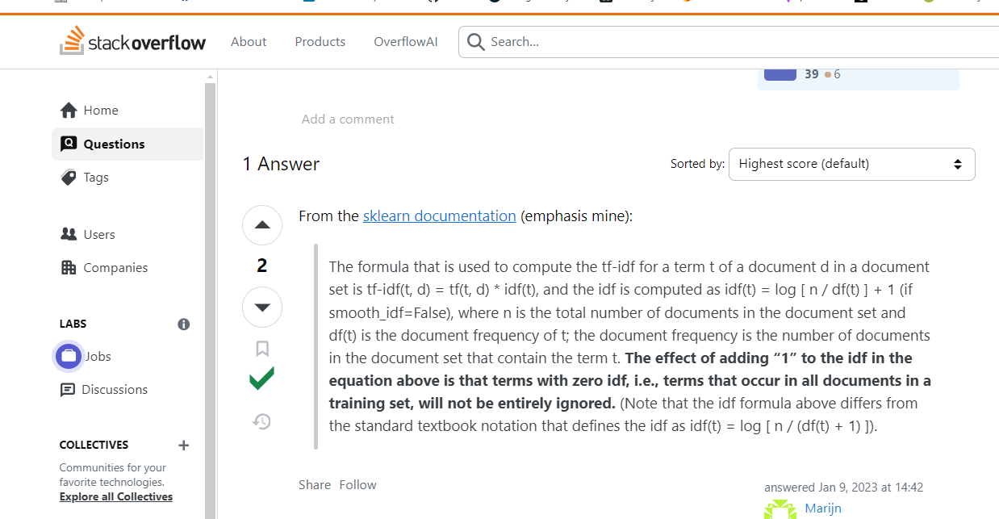 stackoverflow
About
Products
OverflowAI
Search...
39
6
Home
Questions
Tags
Users
Companies
LABS
Jobs
Discussions
COLLECTIVES
Communities for your
favorite technologies.
Explore all Collectives
Add a comment
1 Answer
Sorted by:
Highest score (default)
2
From the sklearn documentation (emphasis mine):
The formula that is used to compute the tf-idf for a term t of a document d in a document
set is tf-idf(t, d) = tf(t, d) * idf(t), and the idf is computed as idf(t) = log [ n / df(t) ] + 1 (if
smooth_idf=False), where n is the total number of documents in the document set and
df(t) is the document frequency of t; the document frequency is the number of documents
in the document set that contain the term t. The effect of adding “1” to the idf in the
equation above is that terms with zero idf, i.e., terms that occur in all documents in a
training set, will not be entirely ignored. (Note that the idf formula above differs from
the standard textbook notation that defines the idf as idf(t) = log [ n / (df(t) + 1) ]).
Share Follow
answered Jan 9, 2023 at 14:42
Marijn